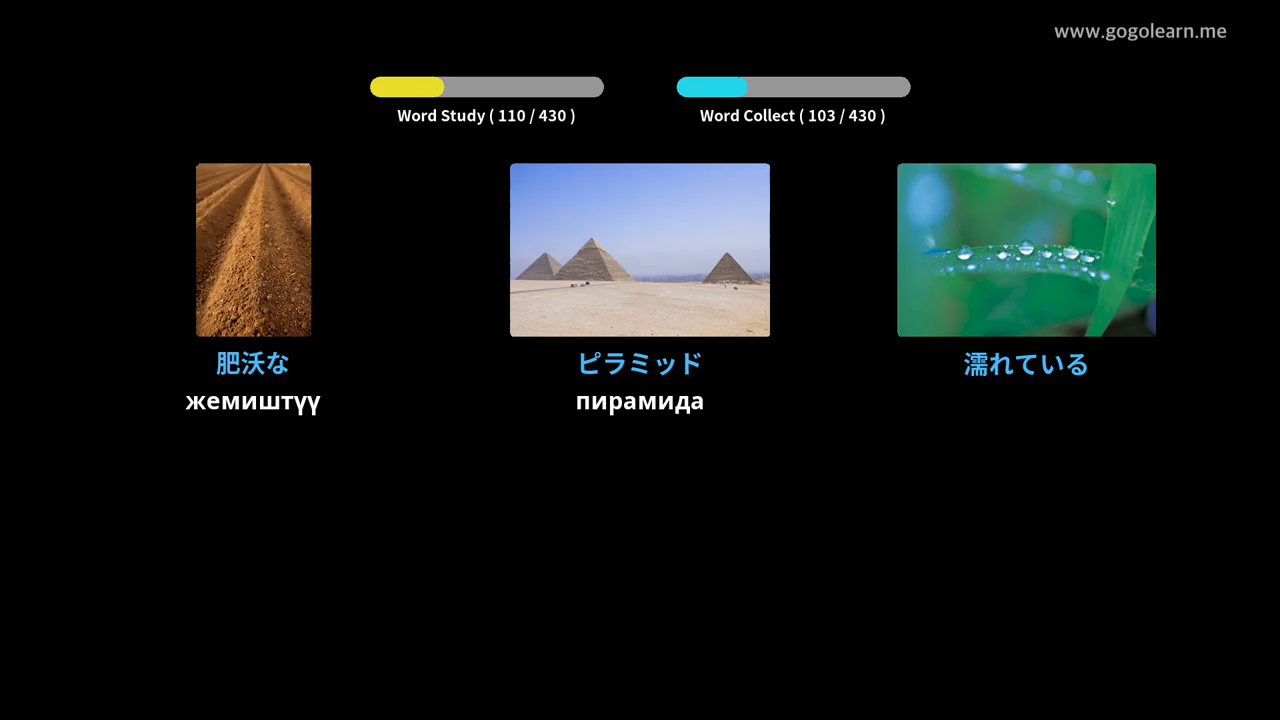 www.gogolearn.me
Word Study ( 110 / 430 )
Word Collect ( 103 / 430 )
肥沃な
ピラミッド
濡れている
жемиштүү
пирамида